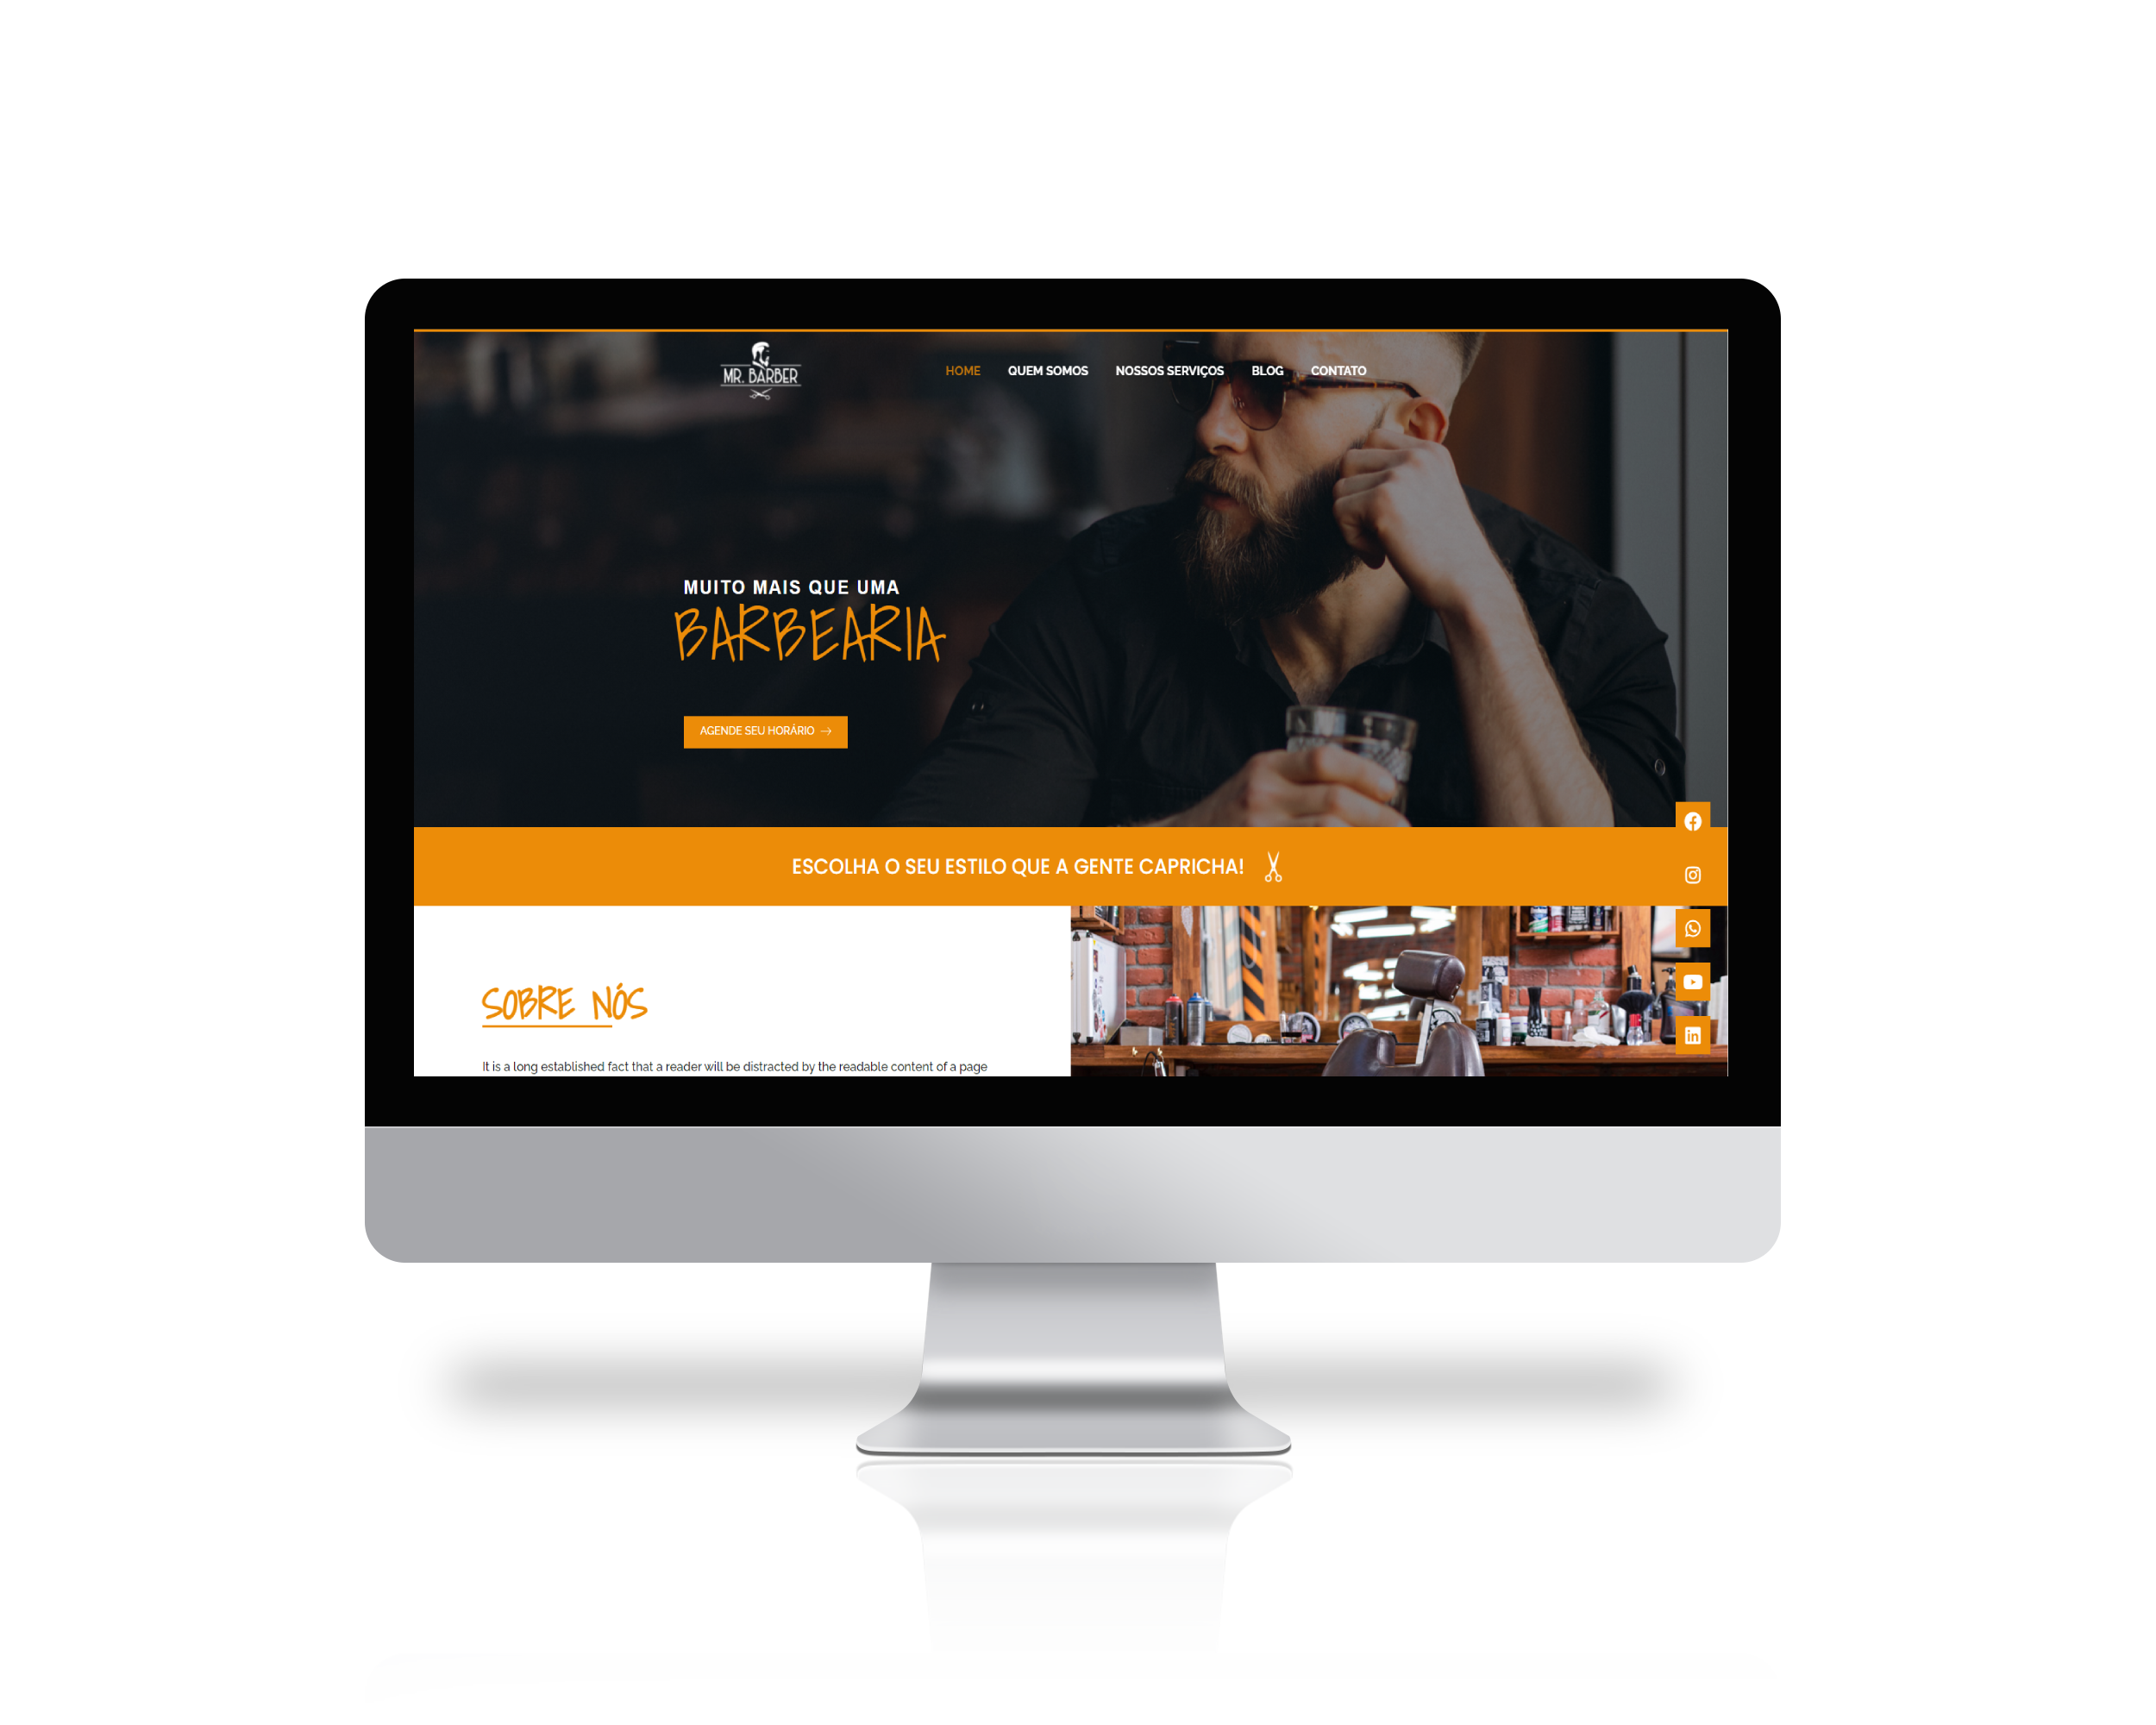 MR. BARBER
HOME QUEM SOMOS NOSSOS SERVIÇOS BLOG CONTATO
MUITO MAIS QUE UMA
BARBEARIA
AGENDE SEU HORÁRIO →
ESCOLHA O SEU ESTILO QUE A GENTE CAPRICHA!
SOBRE NÓS
It is a long established fact that a reader will be distracted by the readable content of a page